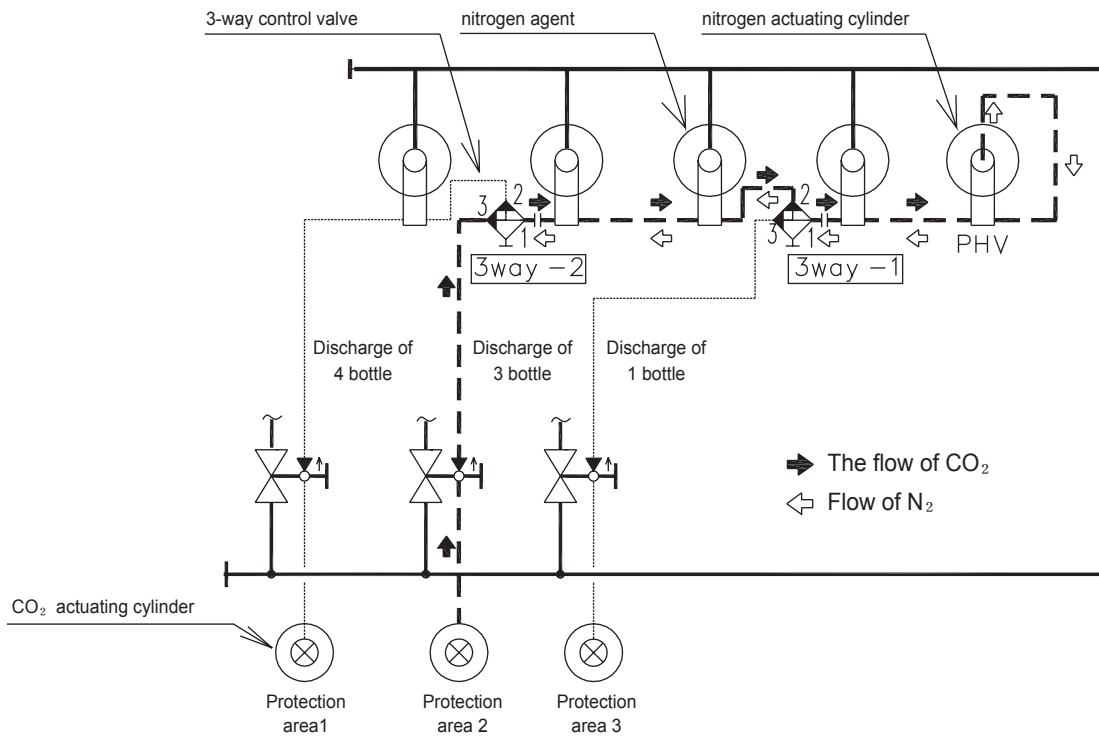 3-way control valve
nitrogen agent
nitrogen actuating cylinder
3
2
1
3way -2
3
2
1
3way -1
PHV
Discharge of
4 bottle
Discharge of
3 bottle
Discharge of
1 bottle
The flow of CO₂
Flow of N₂
CO₂ actuating cylinder
Protection
area1
Protection
area 2
Protection
area 3